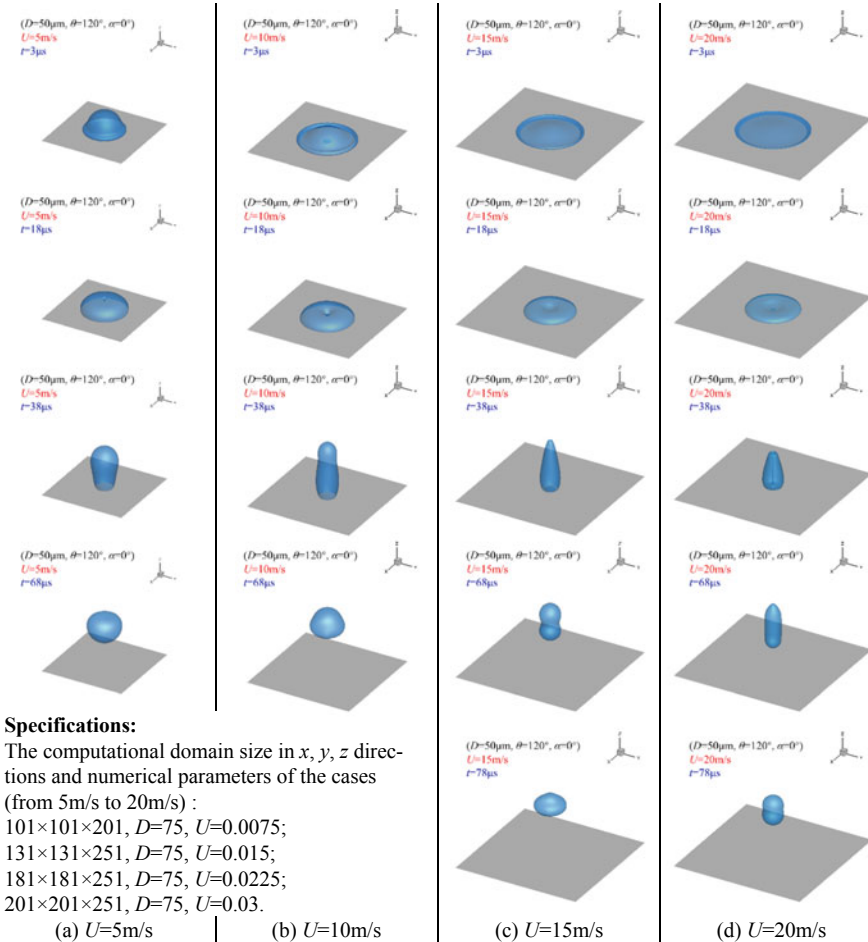 (D=50μm, θ=120°, α=0°)
U=5m/s
t=3μs
(D=50μm, θ=120°, α=0°)
U=10m/s
t=3μs
(D=50μm, θ=120°, α=0°)
U=15m/s
t=3μs
(D=50μm, θ=120°, α=0°)
U=20m/s
t=3μs
(D=50μm, θ=120°, α=0°)
U=5m/s
t=18μs
(D=50μm, θ=120°, α=0°)
U=10m/s
t=18μs
(D=50μm, θ=120°, α=0°)
U=15m/s
t=18μs
(D=50μm, θ=120°, α=0°)
U=20m/s
t=18μs
(D=50μm, θ=120°, α=0°)
U=5m/s
t=38μs
(D=50μm, θ=120°, α=0°)
U=10m/s
t=38μs
(D=50μm, θ=120°, α=0°)
U=15m/s
t=38μs
(D=50μm, θ=120°, α=0°)
U=20m/s
t=38μs
(D=50μm, θ=120°, α=0°)
U=5m/s
t=68μs
(D=50μm, θ=120°, α=0°)
U=10m/s
t=68μs
(D=50μm, θ=120°, α=0°)
U=15m/s
t=68μs
(D=50μm, θ=120°, α=0°)
U=20m/s
t=68μs
Specifications:
The computational domain size in x, y, z direc-
tions and numerical parameters of the cases
(from 5m/s to 20m/s) :
101×101×201, D=75, U=0.0075;
131×131×251, D=75, U=0.015;
181×181×251, D=75, U=0.0225;
201×201×251, D=75, U=0.03.
(D=50μm, θ=120°, α=0°)
U=15m/s
t=78μs
(D=50μm, θ=120°, α=0°)
U=20m/s
t=78μs
(a) U=5m/s
(b) U=10m/s
(c) U=15m/s
(d) U=20m/s